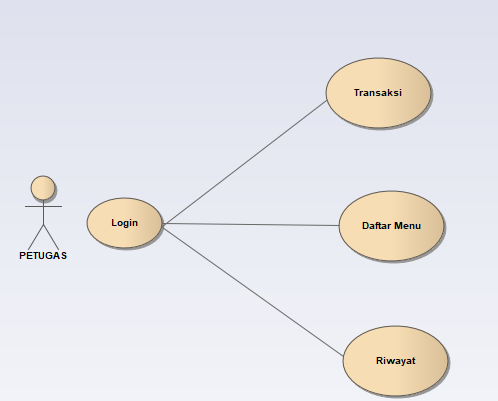 Transaksi
Login
Daftar Menu
PETUGAS
Riwayat